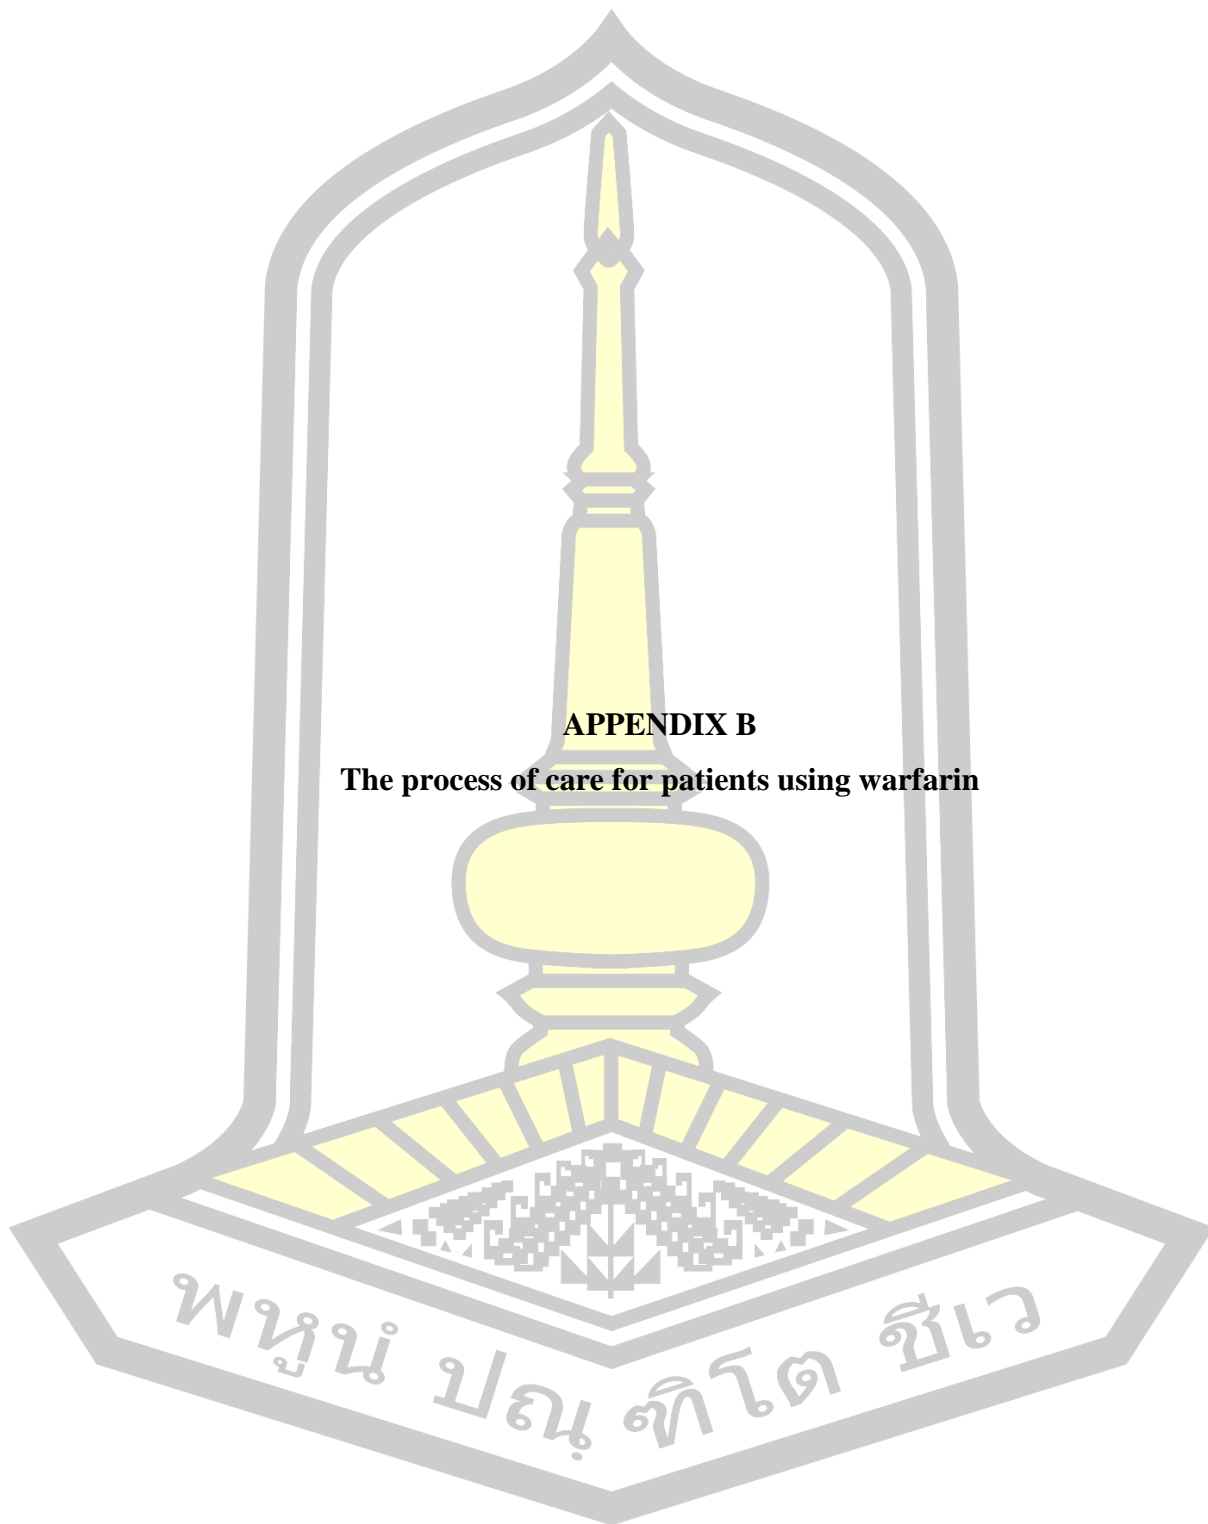 APPENDIX B
The process of care for patients using warfarin
พหูนํ ปณฺ ฑิโต ชีเว